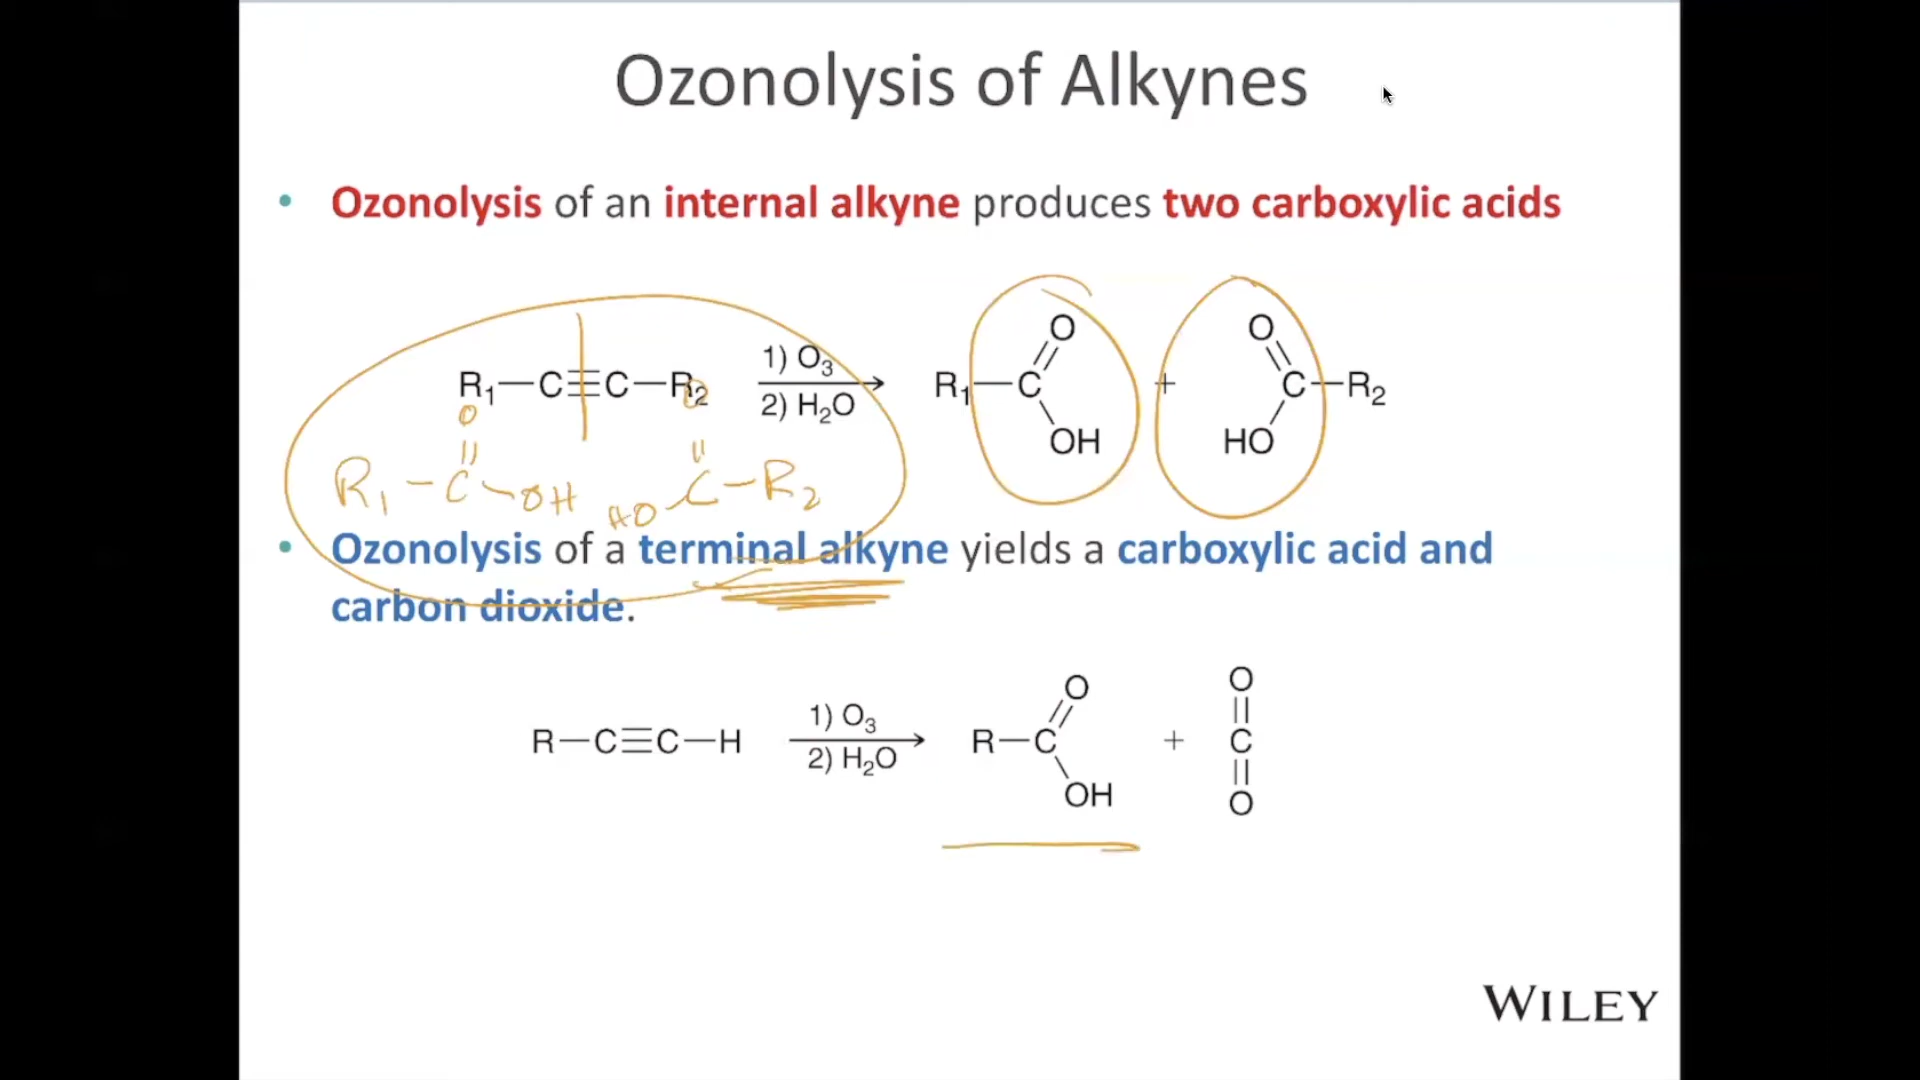 Ozonolysis of Alkynes
• Ozonolysis of an internal alkyne produces two carboxylic acids
R₁—C≡C—R₂ 1) O₃ 2) H₂O R₁—C O OH + O C—R₂ HO
O O
R₁—C—OH HO—C—R₂
• Ozonolysis of a terminal alkyne yields a carboxylic acid and
carbon dioxide.
R—C≡C—H 1) O₃ 2) H₂O R—C O OH + O C O
WILEY